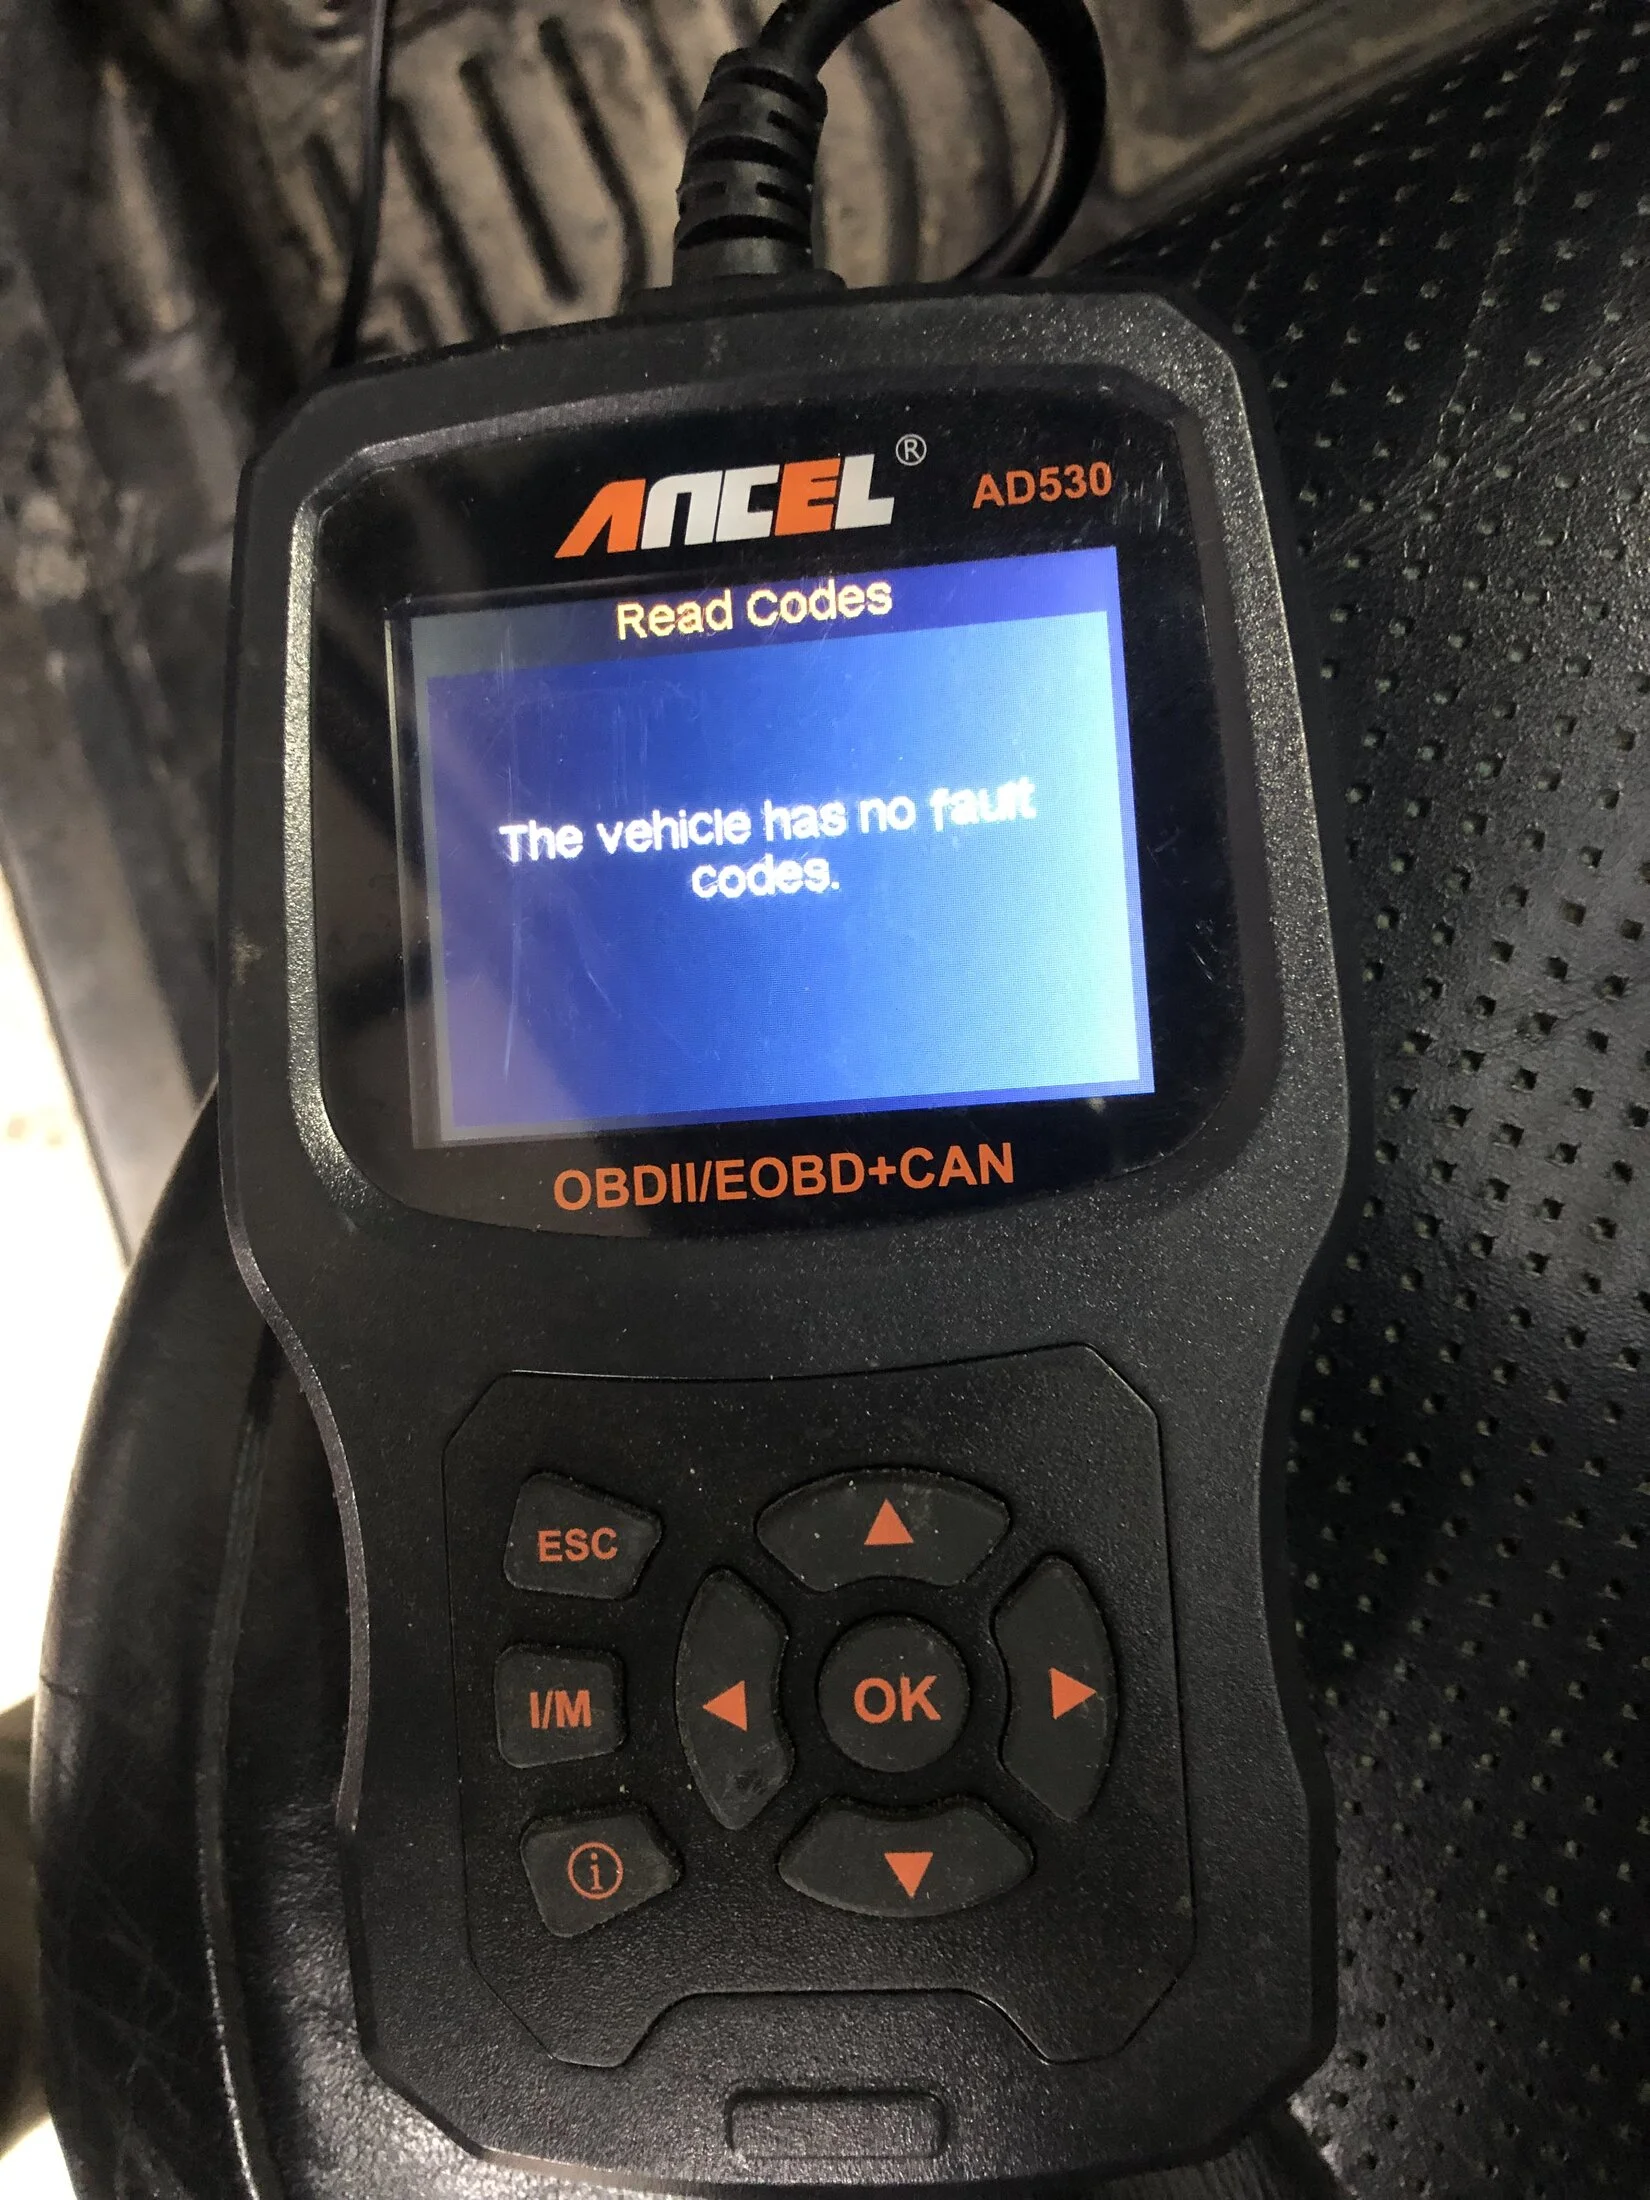 ANCEL® AD530
Read Codes
The vehicle has no fault
codes.
OBDII/EOBD+CAN
ESC
I/M
OK
i